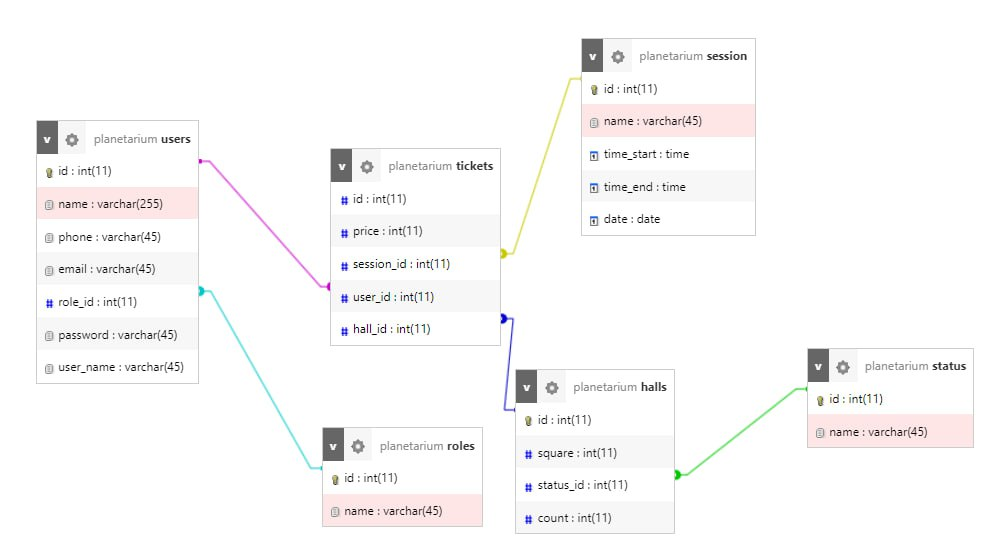 v planetarium users
id : int(11)
name : varchar(255)
phone : varchar(45)
email : varchar(45)
role_id : int(11)
password : varchar(45)
user_name : varchar(45)
v planetarium tickets
id : int(11)
price : int(11)
session_id : int(11)
user_id : int(11)
hall_id : int(11)
v planetarium session
id : int(11)
name : varchar(45)
time_start : time
time_end : time
date : date
v planetarium roles
id : int(11)
name : varchar(45)
v planetarium halls
id : int(11)
square : int(11)
status_id : int(11)
count : int(11)
v planetarium status
id : int(11)
name : varchar(45)